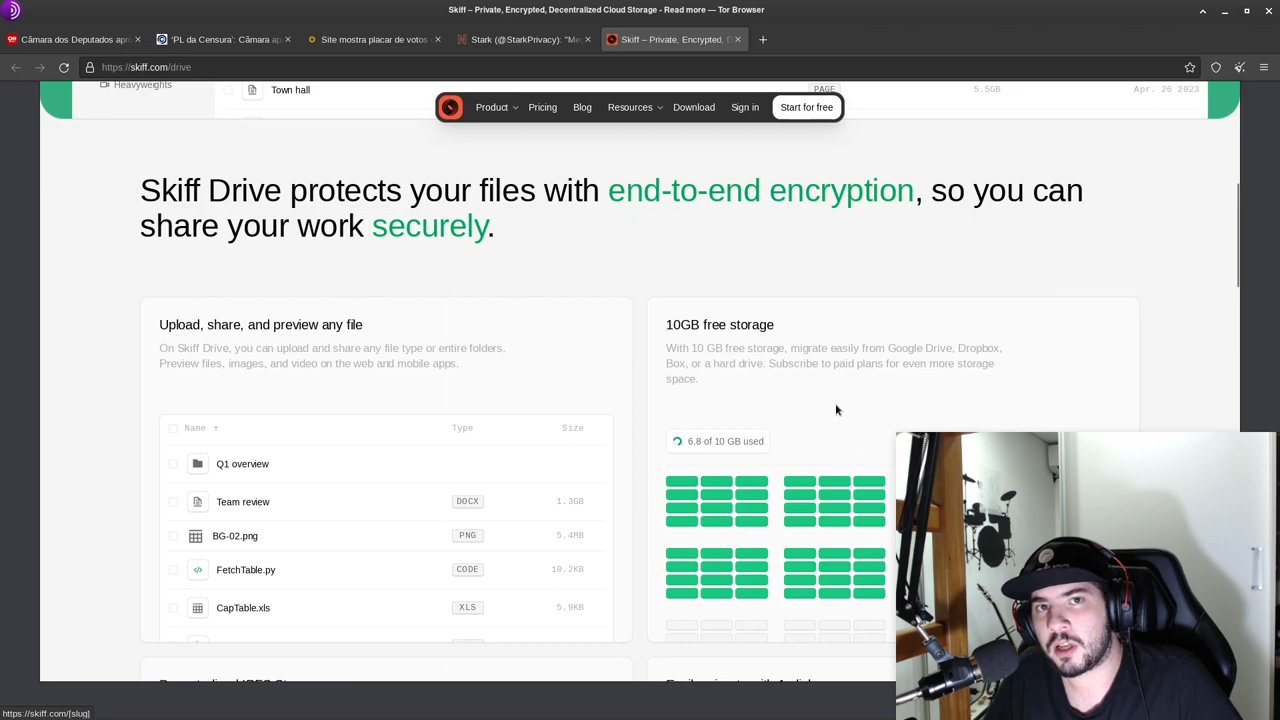 Skiff – Private, Encrypted, Decentralized Cloud Storage - Read more — Tor Browser
Câmara dos Deputados apr
'PL da Censura': Câmara ap
Site mostra placar de votos
Stark (@StarkPrivacy): "Me
Skiff – Private, Encrypted, D
https://skiff.com/drive
Heavyweights
Town hall
PAGE
5.5GB
Apr. 26 2023
Product
Pricing
Blog
Resources
Download
Sign in
Start for free
Skiff Drive protects your files with end-to-end encryption, so you can
share your work securely.
Upload, share, and preview any file
On Skiff Drive, you can upload and share any file type or entire folders.
Preview files, images, and video on the web and mobile apps.
Name ↑
Type
Size
Q1 overview
Team review
DOCX
1.3GB
BG-02.png
PNG
5.4MB
FetchTable.py
CODE
10.2KB
CapTable.xls
XLS
5.9KB
10GB free storage
With 10 GB free storage, migrate easily from Google Drive, Dropbox,
Box, or a hard drive. Subscribe to paid plans for even more storage
space.
6.8 of 10 GB used
https://skiff.com/[slug]